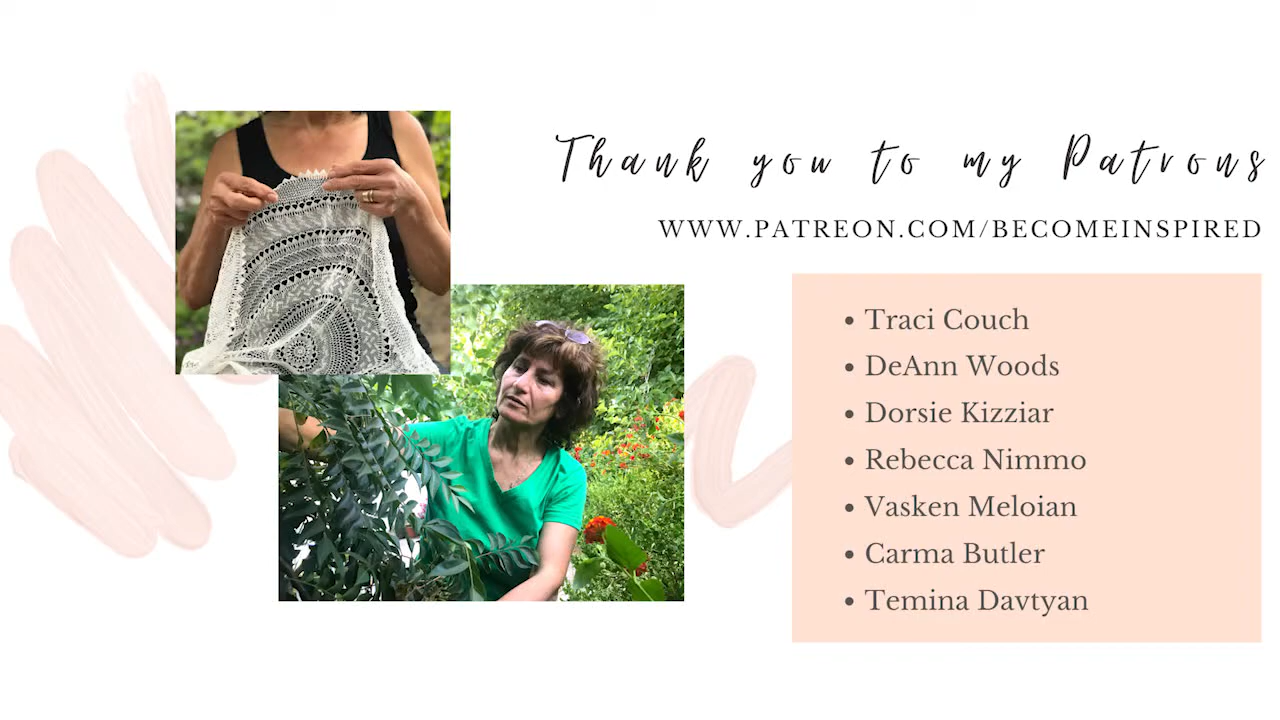 Thank you to my Patrons
WWW.PATREON.COM/BECOMEINSPIRED
• Traci Couch
• DeAnn Woods
• Dorsie Kizziar
• Rebecca Nimmo
• Vasken Meloian
• Carma Butler
• Temina Davtyan